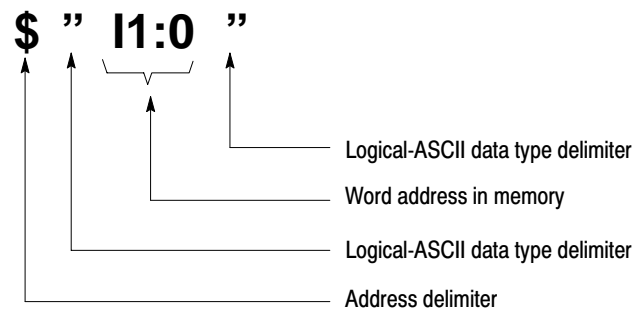 $ ” I1:0 ”
Logical-ASCII data type delimiter
Word address in memory
Logical-ASCII data type delimiter
Address delimiter